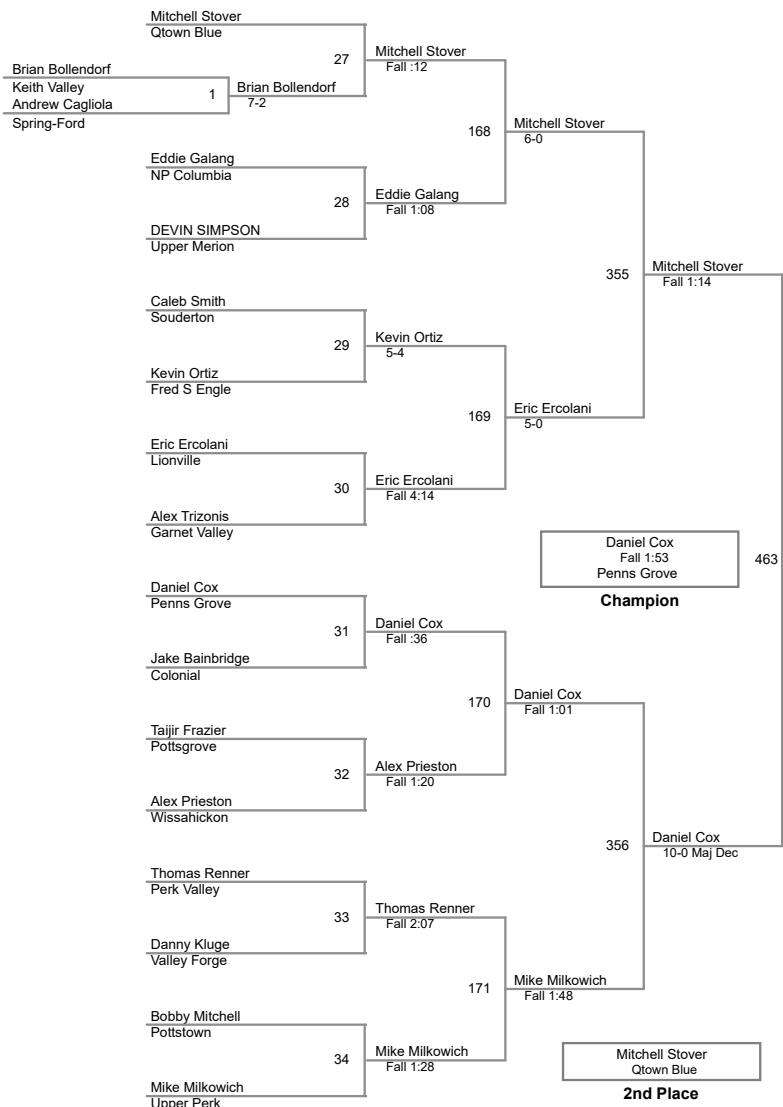 Mitchell Stover
Qtown Blue
27
Mitchell Stover
Fall :12
Brian Bollendorf
Keith Valley
1
Brian Bollendorf
7-2
Andrew Cagliola
Spring-Ford
168
Mitchell Stover
6-0
Eddie Galang
NP Columbia
28
Eddie Galang
Fall 1:08
DEVIN SIMPSON
Upper Merion
355
Mitchell Stover
Fall 1:14
Caleb Smith
Souderton
29
Kevin Ortiz
5-4
Kevin Ortiz
Fred S Engle
169
Eric Ercolani
5-0
Eric Ercolani
Lionville
30
Eric Ercolani
Fall 4:14
Alex Trizonis
Garnet Valley
Daniel Cox
Fall 1:53
Penns Grove
463
Champion
Daniel Cox
Penns Grove
31
Daniel Cox
Fall :36
Jake Bainbridge
Colonial
170
Daniel Cox
Fall 1:01
Taijir Frazier
Pottsgrove
32
Alex Prieston
Fall 1:20
Alex Prieston
Wissahickon
356
Daniel Cox
10-0 Maj Dec
Thomas Renner
Perk Valley
33
Thomas Renner
Fall 2:07
Danny Kluge
Valley Forge
171
Mike Milkowich
Fall 1:48
Bobby Mitchell
Pottstown
34
Mike Milkowich
Fall 1:28
Mike Milkowich
Upper Perk
Mitchell Stover
Qtown Blue
2nd Place